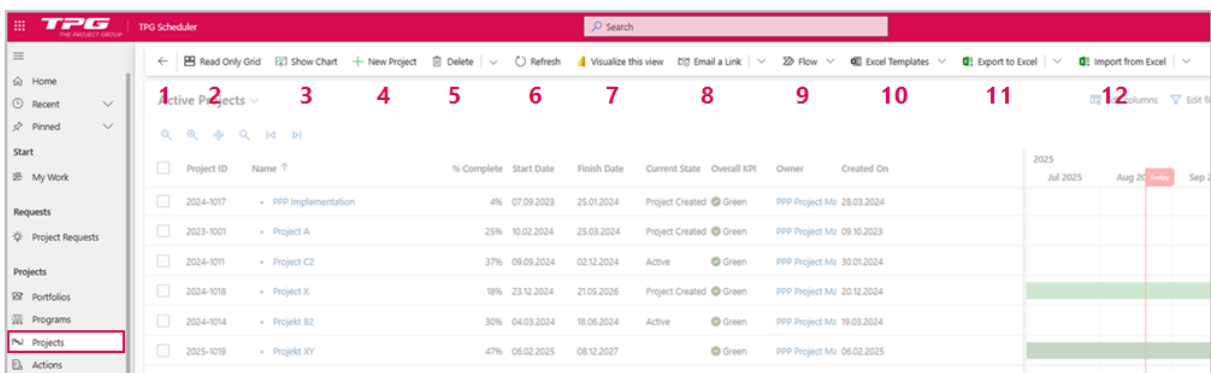 TPG
THE PROJECT GROUP
TPG Scheduler
Search
Home
Recent
Pinned
Start
My Work
Requests
Project Requests
Projects
Portfolios
Programs
Projects
Actions
Read Only Grid Show Chart New Project Delete Refresh Visualize this view Email a Link Flow Excel Templates Export to Excel Import from Excel
1 2 3 4 5 6 7 8 9 10 11 12
Active Projects
columns Edit fi
Project ID Name % Complete Start Date Finish Date Current State Overall KPI Owner Created On
2025
Jul 2025 Aug 20 Today Sep 2
2024-1017 PPP Implementation 4% 07.09.2023 25.01.2024 Project Created Green PPP Project Ma 28.03.2024
2023-1001 Project A 25% 10.02.2024 25.03.2024 Project Created Green PPP Project Ma 09.10.2023
2024-1011 Project C2 37% 09.09.2024 02.12.2024 Active Green PPP Project Ma 30.01.2024
2024-1018 Project X 18% 23.12.2024 21.05.2026 Project Created Green PPP Project Ma 20.12.2024
2024-1014 Projekt B2 30% 04.03.2024 18.06.2024 Active Green PPP Project Ma 19.03.2024
2025-1019 Projekt XY 47% 06.02.2025 08.12.2027 Green PPP Project Ma 06.02.2025